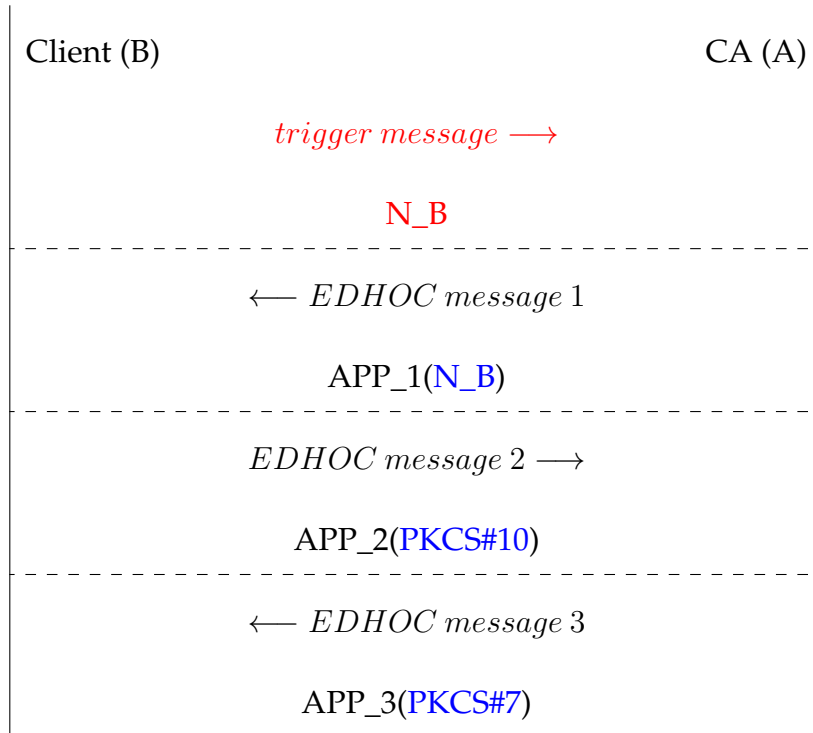 Client (B) CA (A)
trigger message ⟶
N_B
⟵ EDHOC message 1
APP_1(N_B)
EDHOC message 2 ⟶
APP_2(PKCS#10)
⟵ EDHOC message 3
APP_3(PKCS#7)